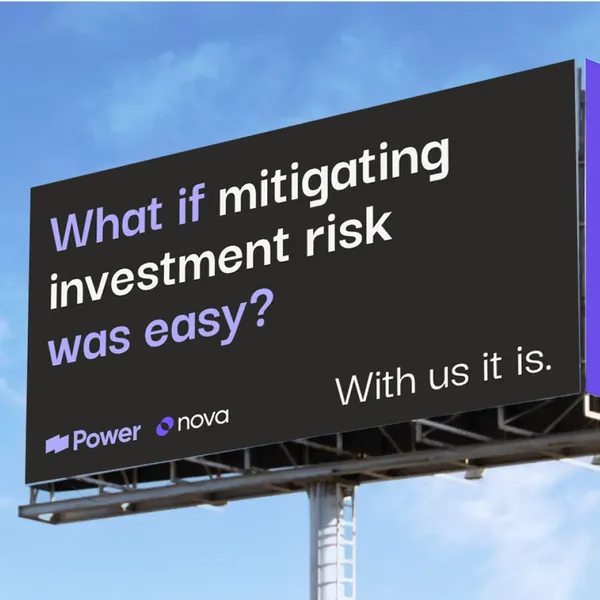 What if mitigating
investment risk
was easy?
With us it is.
Power nova